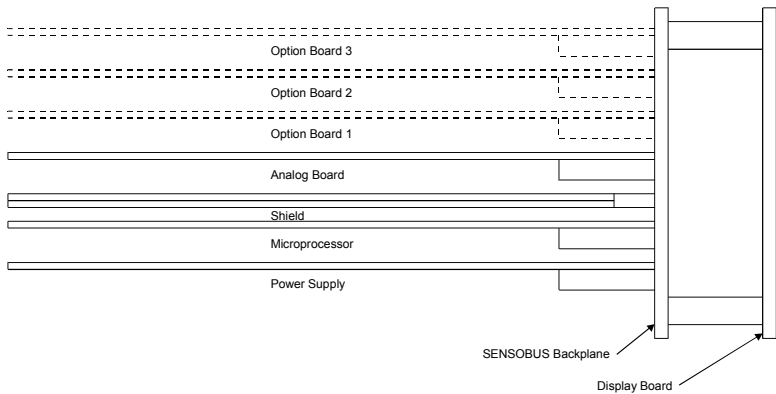 Option Board 3
Option Board 2
Option Board 1
Analog Board
Shield
Microprocessor
Power Supply
SENSOBUS Backplane
Display Board